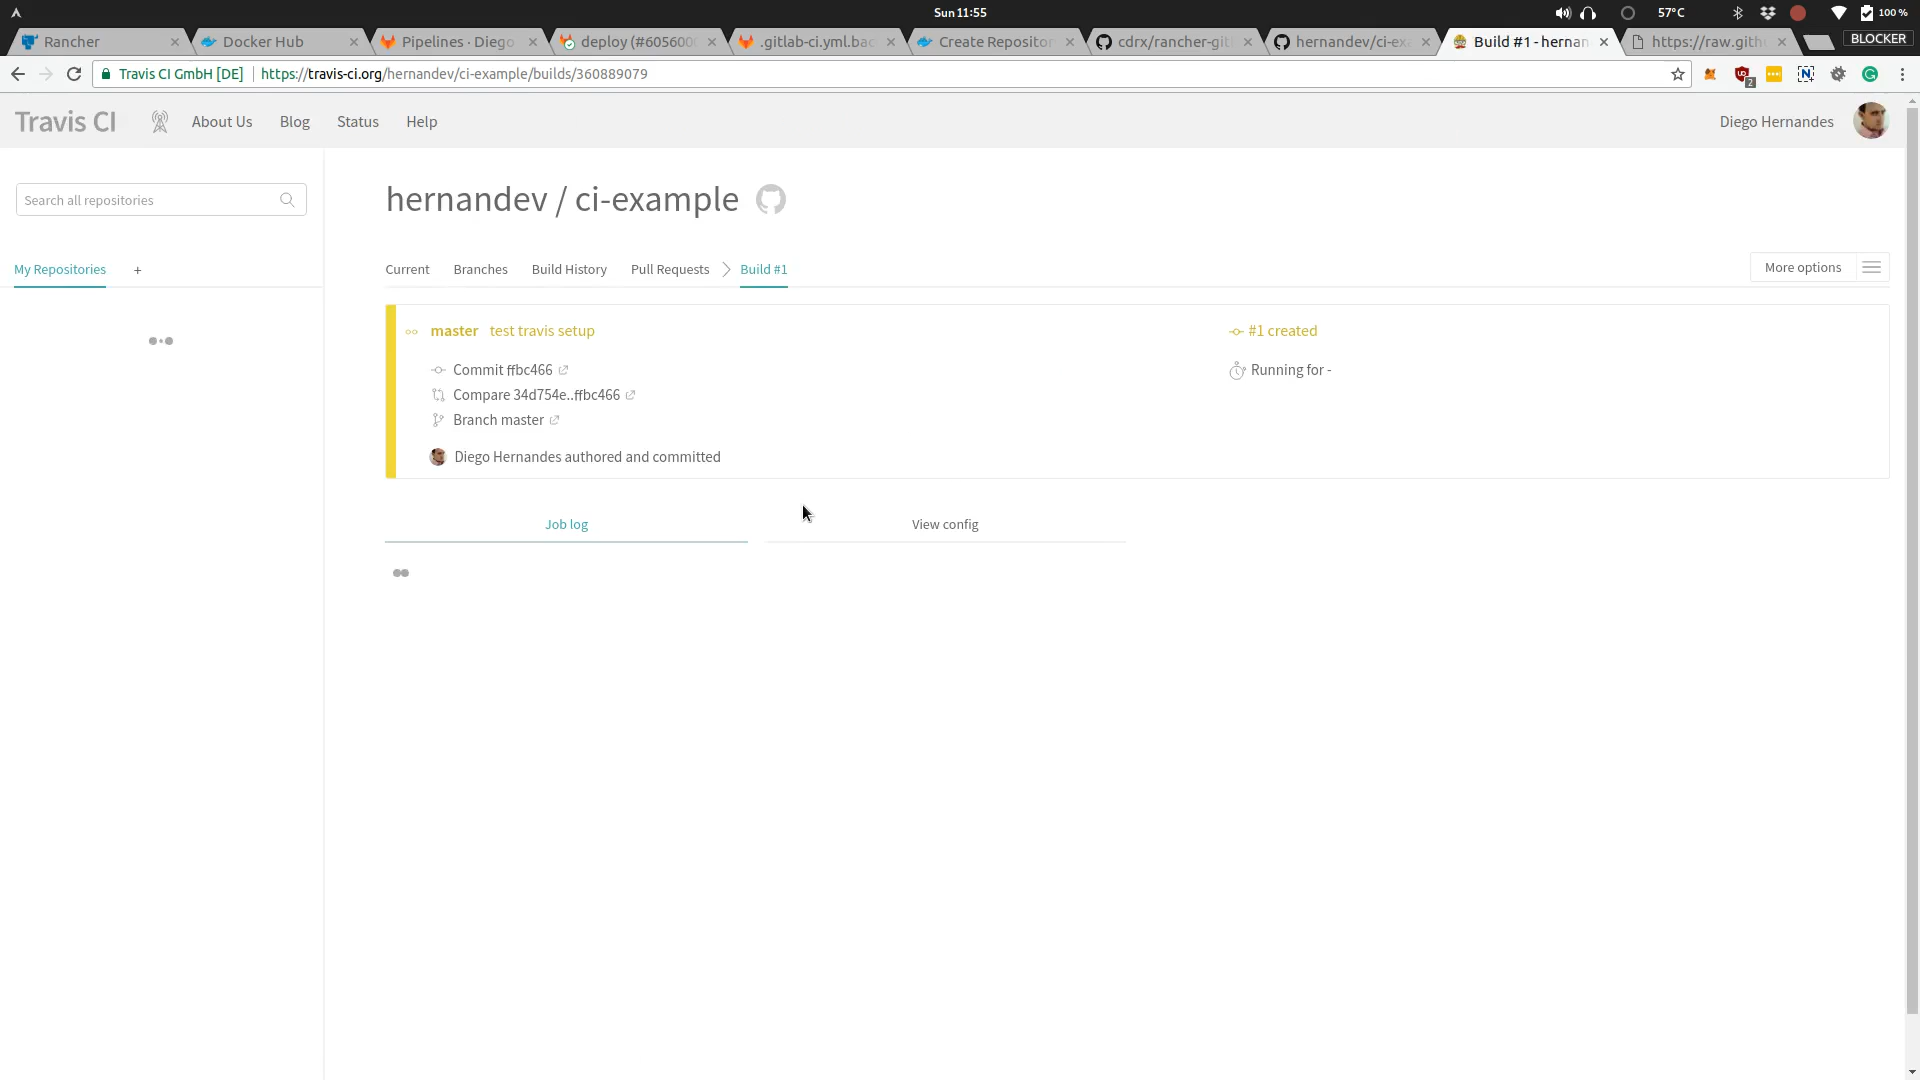 Sun 11:55
57°C
100 %
Rancher
Docker Hub
Pipelines · Diego
deploy (#605600
.gitlab-ci.yml.bac
Create Repositor
cdrx/rancher-gitl
hernandev/ci-exa
Build #1 - hernan
https://raw.gith
BLOCKER
Travis CI GmbH [DE]
https://travis-ci.org/hernandev/ci-example/builds/360889079
2
Travis CI
About Us
Blog
Status
Help
Diego Hernandes
Search all repositories
hernandev / ci-example
My Repositories
+
Current
Branches
Build History
Pull Requests
Build #1
More options
master test travis setup
#1 created
Commit ffbc466
Running for -
Compare 34d754e..ffbc466
Branch master
Diego Hernandes authored and committed
Job log
View config